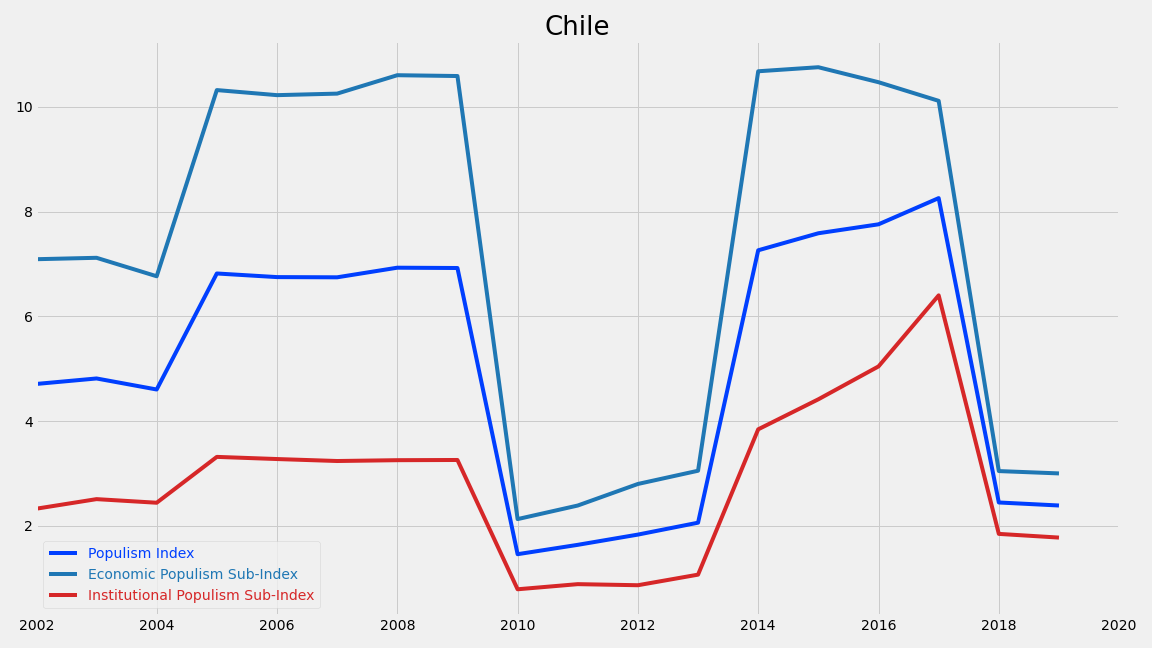 Chile
10
8
6
4
2
Populism Index
Economic Populism Sub-Index
Institutional Populism Sub-Index
2002 2004 2006 2008 2010 2012 2014 2016 2018 2020